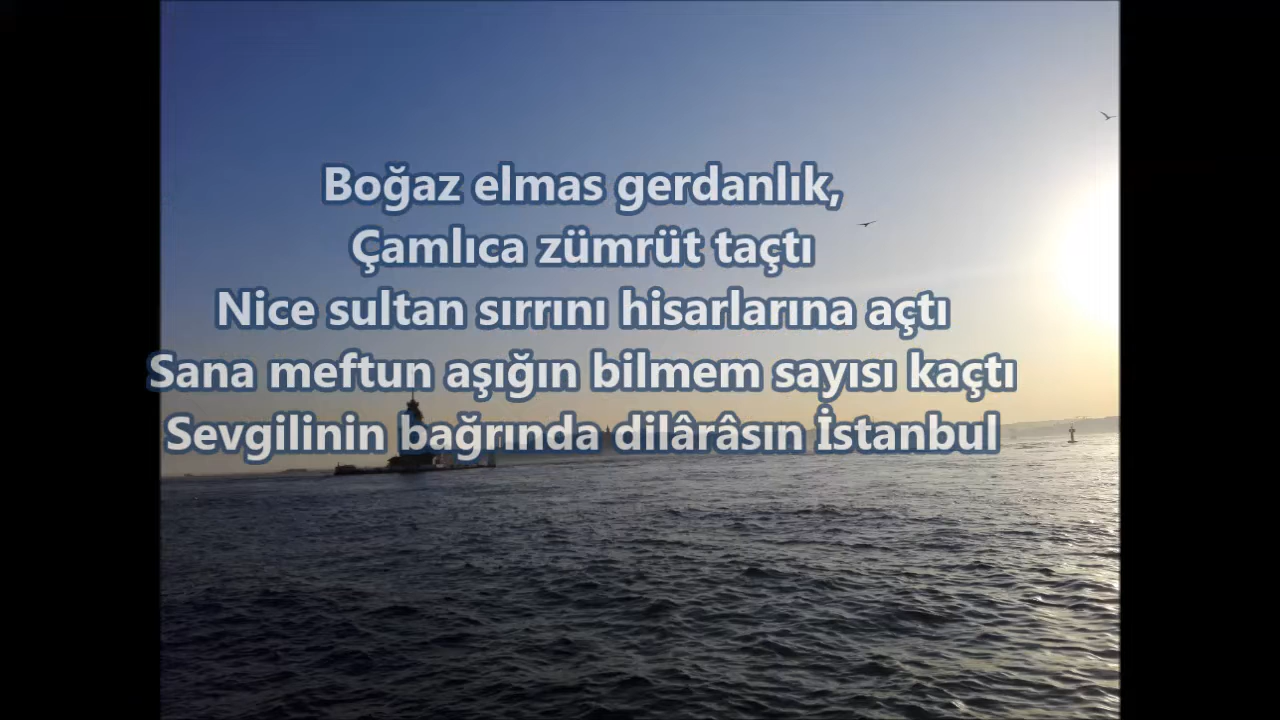 Boğaz elmas gerdanlık,
Çamlıca zümrüt taçtı
Nice sultan sırrını hisarlarına açtı
Sana meftun aşığın bilmem sayısı kaçtı
Sevgilinin bağrında dilârâsın İstanbul